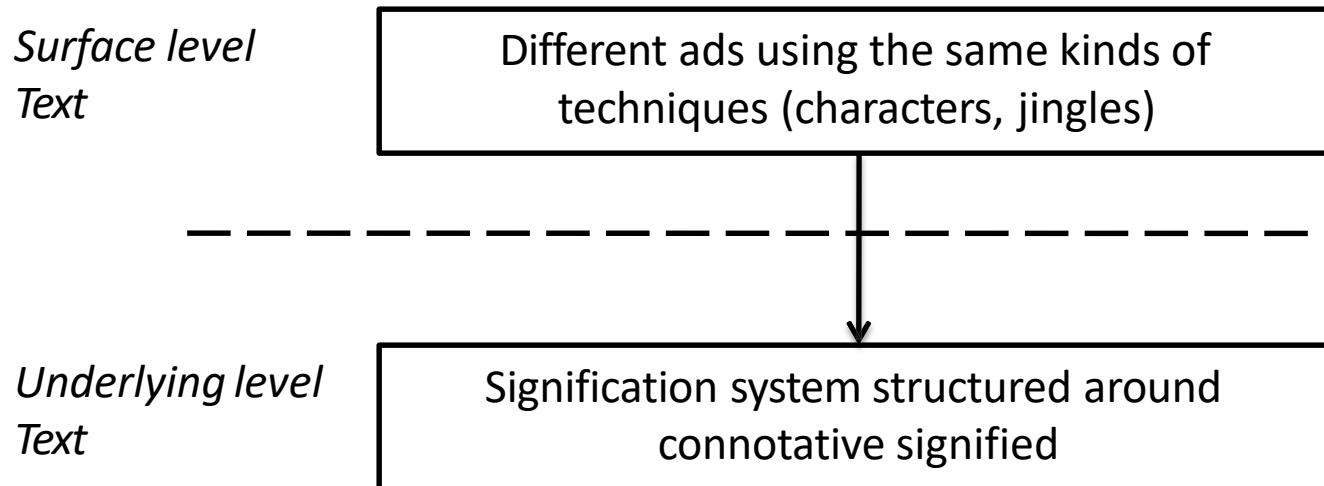 Surface level
Text
Different ads using the same kinds of
techniques (characters, jingles)
Underlying level
Text
Signification system structured around
connotative signified